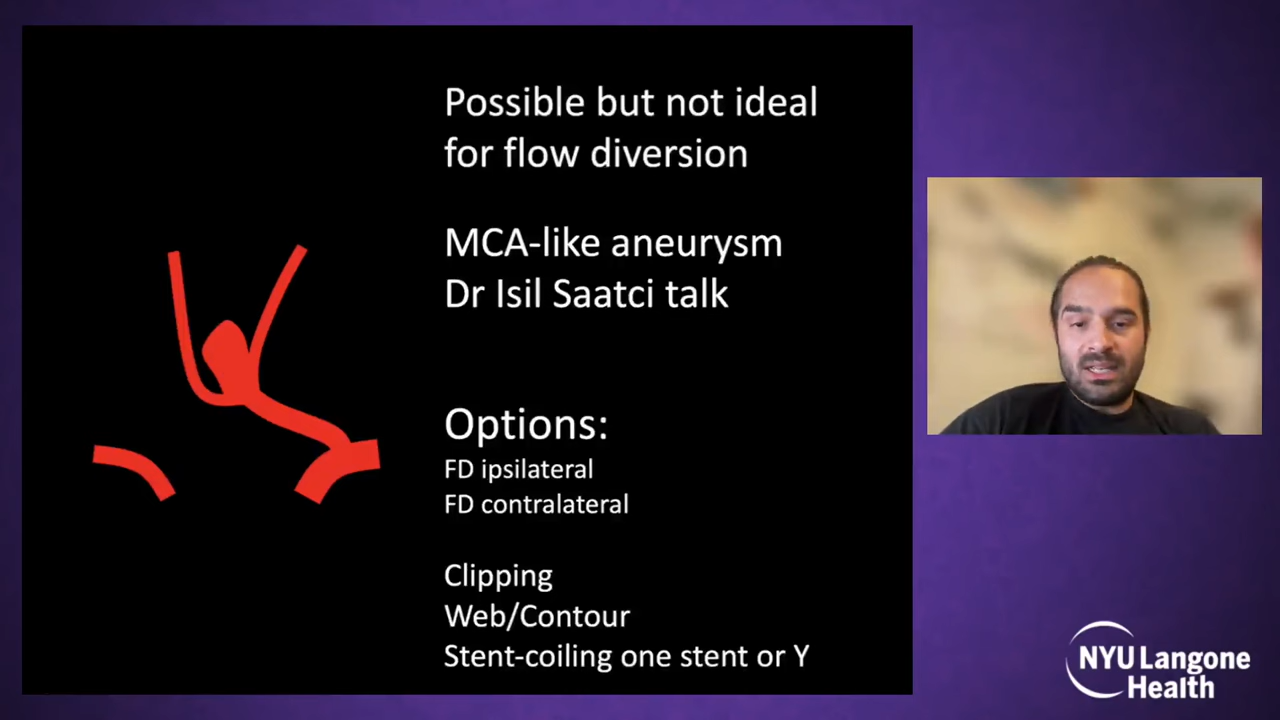 Possible but not ideal
for flow diversion
MCA-like aneurysm
Dr Isil Saatci talk
Options:
FD ipsilateral
FD contralateral
Clipping
Web/Contour
Stent-coiling one stent or Y
NYU Langone
Health